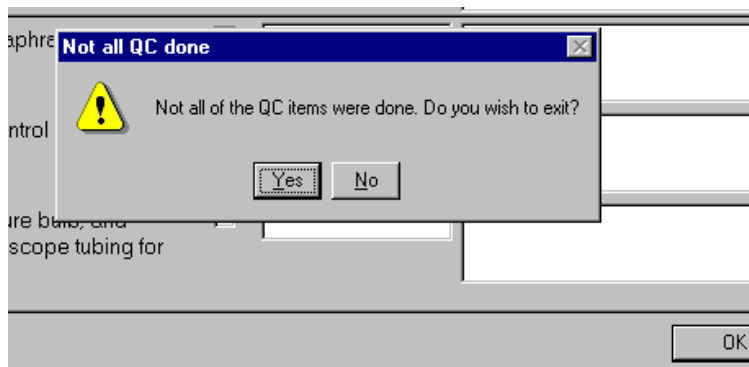 Not all QC done
Not all of the QC items were done. Do you wish to exit?
Yes No
scope tubing for
OK